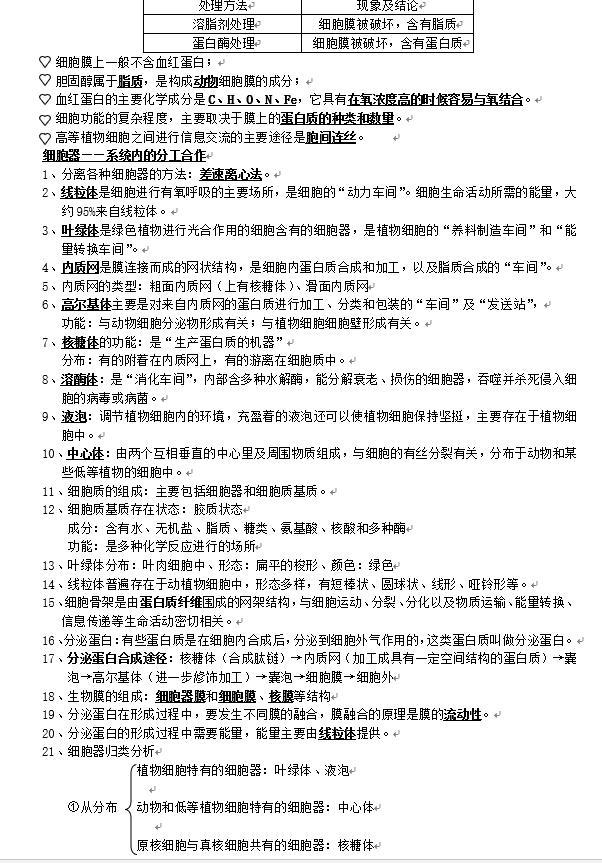 处理方法 现象及结论
溶脂剂处理 细胞膜被破坏，含有脂质
蛋白酶处理 细胞膜被破坏，含有蛋白质
♡ 细胞膜上一般不含血红蛋白；
♡ 胆固醇属于脂质，是构成动物细胞膜的成分；
♡ 血红蛋白的主要化学成分是C、H、O、N、Fe，它具有在氧浓度高的时候容易与氧结合。
♡ 细胞功能的复杂程度，主要取决于膜上的蛋白质的种类和数量。
♡ 高等植物细胞之间进行信息交流的主要途径是胞间连丝。
细胞器——系统内的分工合作
1、分离各种细胞器的方法：差速离心法。
2、线粒体是细胞进行有氧呼吸的主要场所，是细胞的“动力车间”。细胞生命活动所需的能量，大
约95%来自线粒体。
3、叶绿体是绿色植物进行光合作用的细胞含有的细胞器，是植物细胞的“养料制造车间”和“能
量转换车间”。
4、内质网是膜连接而成的网状结构，是细胞内蛋白质合成和加工，以及脂质合成的“车间”。
5、内质网的类型：粗面内质网（上有核糖体）、滑面内质网
6、高尔基体主要是对来自内质网的蛋白质进行加工、分类和包装的“车间”及“发送站”，
功能：与动物细胞分泌物形成有关；与植物细胞细胞壁形成有关。
7、核糖体的功能：是“生产蛋白质的机器”
分布：有的附着在内质网上，有的游离在细胞质中。
8、溶酶体：是“消化车间”，内部含多种水解酶，能分解衰老、损伤的细胞器，吞噬并杀死侵入细
胞的病毒或病菌。
9、液泡：调节植物细胞内的环境，充盈着的液泡还可以使植物细胞保持坚挺，主要存在于植物细
胞中。
10、中心体：由两个互相垂直的中心里及周围物质组成，与细胞的有丝分裂有关，分布于动物和某
些低等植物的细胞中。
11、细胞质的组成：主要包括细胞器和细胞质基质。
12、细胞质基质存在状态：胶质状态
成分：含有水、无机盐、脂质、糖类、氨基酸、核酸和多种酶
功能：是多种化学反应进行的场所
13、叶绿体分布：叶肉细胞中、形态：扁平的梭形、颜色：绿色
14、线粒体普遍存在于动植物细胞中，形态多样，有短棒状、圆球状、线形、哑铃形等。
15、细胞骨架是由蛋白质纤维围成的网架结构，与细胞运动、分裂、分化以及物质运输、能量转换、
信息传递等生命活动密切相关。
16、分泌蛋白：有些蛋白质是在细胞内合成后，分泌到细胞外气作用的，这类蛋白质叫做分泌蛋白。
17、分泌蛋白合成途径：核糖体（合成肽链）→内质网（加工成具有一定空间结构的蛋白质）→囊
泡→高尔基体（进一步修饰加工）→囊泡→细胞膜→细胞外
18、生物膜的组成：细胞器膜和细胞膜、核膜等结构
19、分泌蛋白在形成过程中，要发生不同膜的融合，膜融合的原理是膜的流动性。
20、分泌蛋白的形成过程中需要能量，能量主要由线粒体提供。
21、细胞器归类分析
植物细胞特有的细胞器：叶绿体、液泡
①从分布 动物和低等植物细胞特有的细胞器：中心体
原核细胞与真核细胞共有的细胞器：核糖体